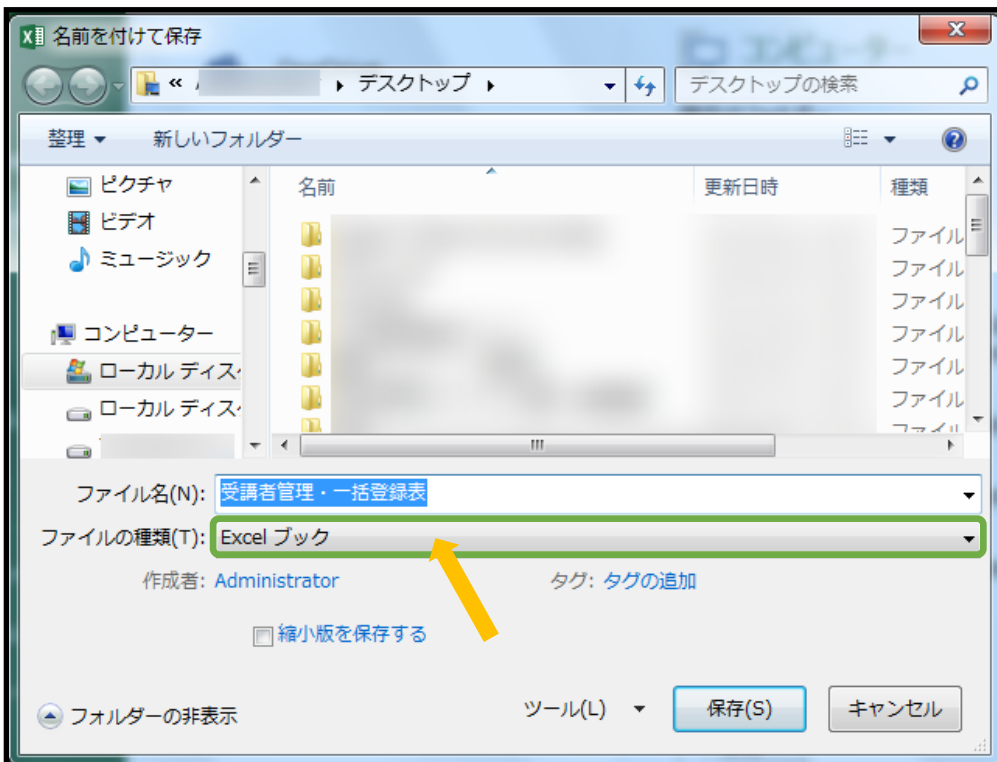 名前を付けて保存
« デスクトップ
デスクトップの検索
整理 新しいフォルダー
ピクチャ
ビデオ
ミュージック
コンピューター
ローカル ディス
ローカル ディス
名前 更新日時 種類
ファイル
ファイル
ファイル
ファイル
ファイル
ファイル
ファイル
ファイル名(N): 受講者管理・一括登録表
ファイルの種類(T): Excel ブック
作成者: Administrator タグ: タグの追加
縮小版を保存する
フォルダーの非表示 ツール(L) 保存(S) キャンセル